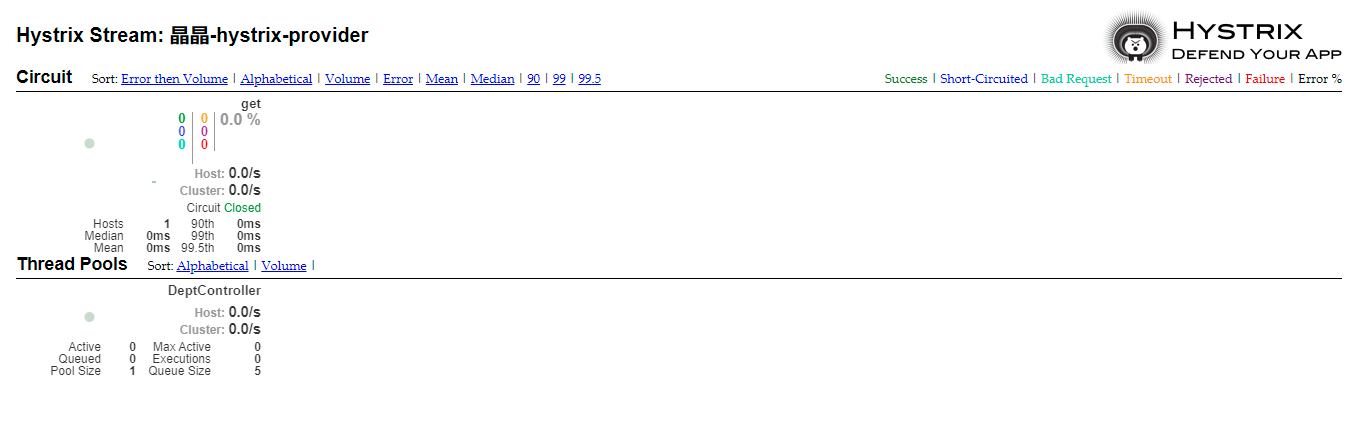 Hystrix Stream: 晶晶-hystrix-provider
HYSTRIX
DEFEND YOUR APP
Circuit Sort: Error then Volume | Alphabetical | Volume | Error | Mean | Median | 90 | 99 | 99.5
Success | Short-Circuited | Bad Request | Timeout | Rejected | Failure | Error %
get
0 0 0.0 %
0 0
0 0
Host: 0.0/s
Cluster: 0.0/s
Circuit Closed
Hosts 1 90th 0ms
Median 0ms 99th 0ms
Mean 0ms 99.5th 0ms
Thread Pools Sort: Alphabetical | Volume |
DeptController
Host: 0.0/s
Cluster: 0.0/s
Active 0 Max Active 0
Queued 0 Executions 0
Pool Size 1 Queue Size 5